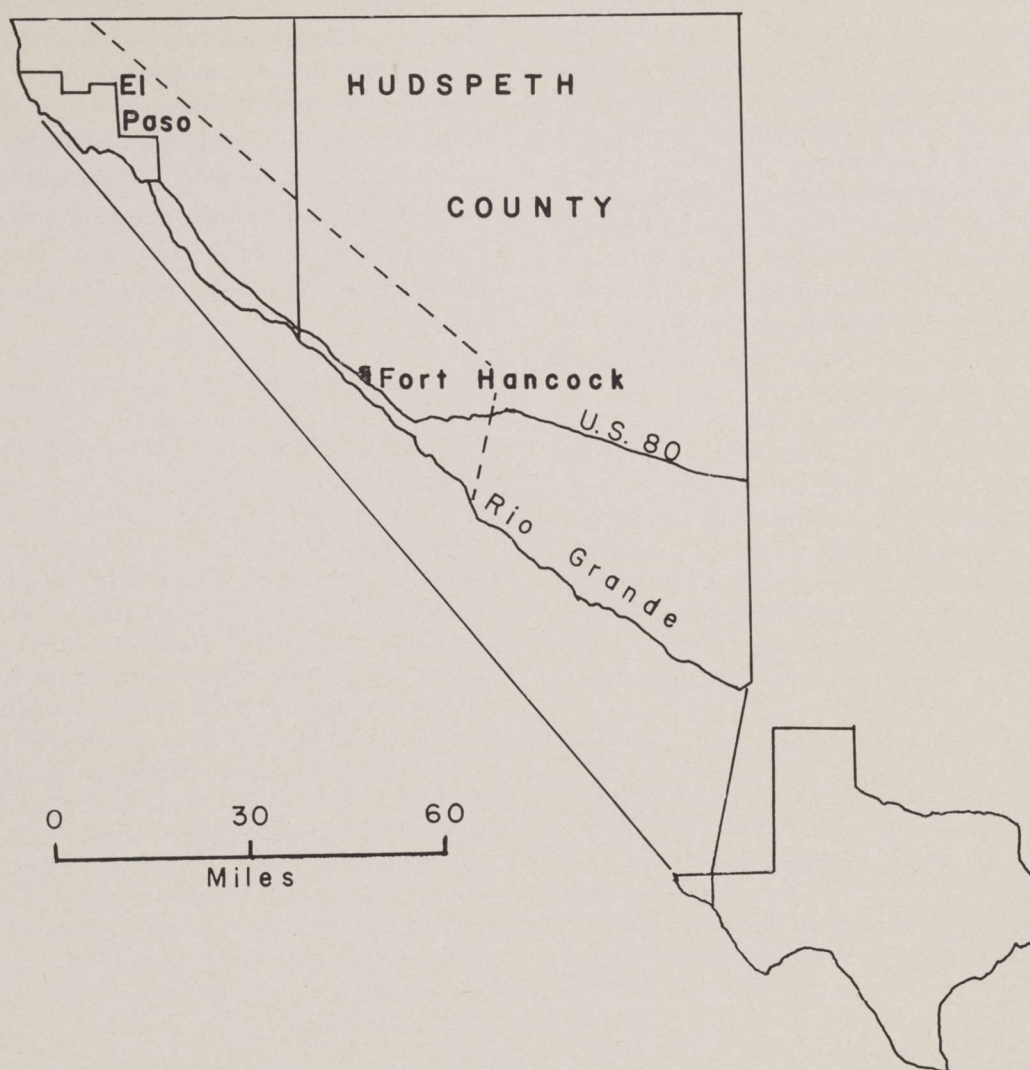 El
Paso
HUDSPETH
COUNTY
Fort Hancock
U.S. 80
Rio Grande
0 30 60
Miles